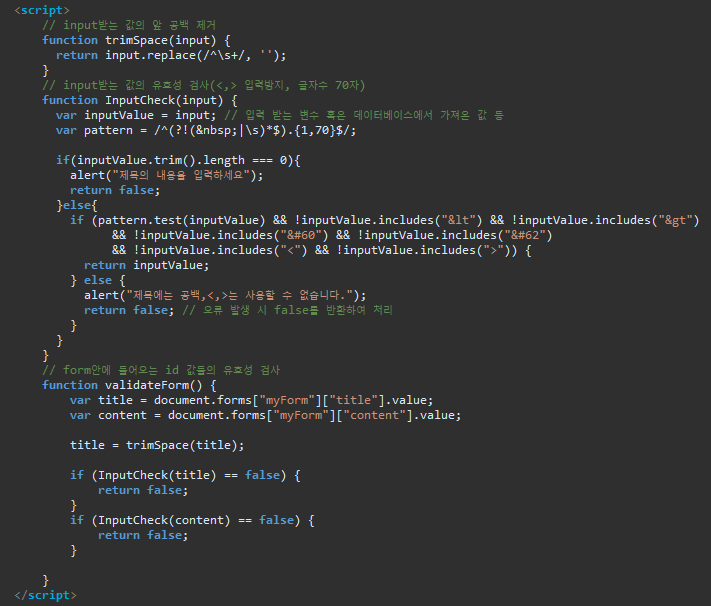 <script>
// input받는 값의 앞 공백 제거
function trimSpace(input) {
return input.replace(/^\s+/, '');
}
// input받는 값의 유효성 검사(<,> 입력방지, 글자수 70자)
function InputCheck(input) {
var inputValue = input; // 입력 받는 변수 혹은 데이터베이스에서 가져온 값 등
var pattern = /^(?!(&nbsp;|\s)*$).{1,70}$/;
if(inputValue.trim().length === 0){
alert("제목의 내용을 입력하세요");
return false;
}else{
if (pattern.test(inputValue) && !inputValue.includes("&lt") && !inputValue.includes("&gt")
&& !inputValue.includes("&#60") && !inputValue.includes("&#62")
&& !inputValue.includes("<") && !inputValue.includes(">")) {
return inputValue;
} else {
alert("제목에는 공백,<,>는 사용할 수 없습니다.");
return false; // 오류 발생 시 false를 반환하여 처리
}
}
}
// form안에 들어오는 id 값들의 유효성 검사
function validateForm() {
var title = document.forms["myForm"]["title"].value;
var content = document.forms["myForm"]["content"].value;
title = trimSpace(title);
if (InputCheck(title) == false) {
return false;
}
if (InputCheck(content) == false) {
return false;
}
}
</script>